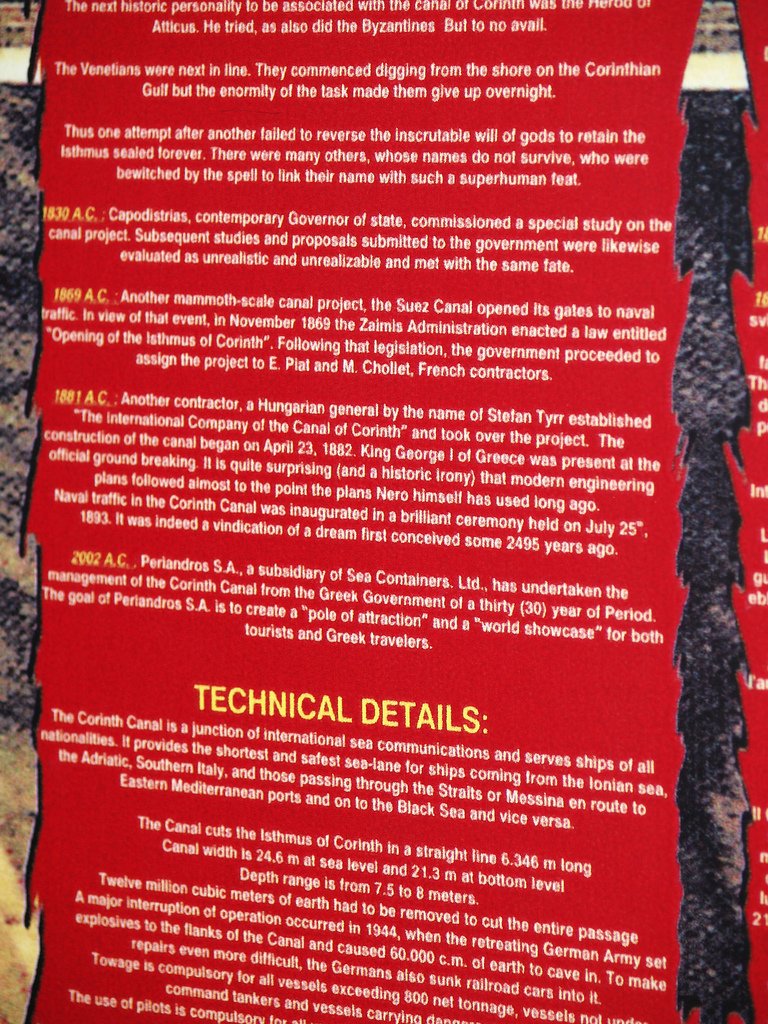 The next historic personality to be associated with the canal of Corinth was the Herod of
Atticus. He tried, as also did the Byzantines But to no avail.
The Venetians were next in line. They commenced digging from the shore on the Corinthian
Gulf but the enormity of the task made them give up overnight.
Thus one attempt after another failed to reverse the inscrutable will of gods to retain the
Isthmus sealed forever. There were many others, whose names do not survive, who were
bewitched by the spell to link their name with such a superhuman feat.
1830 A.C. : Capodistrias, contemporary Governor of state, commissioned a special study on the
canal project. Subsequent studies and proposals submitted to the government were likewise
evaluated as unrealistic and unrealizable and met with the same fate.
1869 A.C. : Another mammoth-scale canal project, the Suez Canal opened its gates to naval
traffic. In view of that event, in November 1869 the Zaimis Administration enacted a law entitled
"Opening of the Isthmus of Corinth". Following that legislation, the government proceeded to
assign the project to E. Piat and M. Chollet, French contractors.
1881 A.C. : Another contractor, a Hungarian general by the name of Stefan Tyrr established
"The International Company of the Canal of Corinth" and took over the project. The
construction of the canal began on April 23, 1882. King George I of Greece was present at the
official ground breaking. It is quite surprising (and a historic irony) that modern engineering
plans followed almost to the point the plans Nero himself has used long ago.
Naval traffic in the Corinth Canal was inaugurated in a brilliant ceremony held on July 25",
1893. It was indeed a vindication of a dream first conceived some 2495 years ago.
2002 A.C. . Periandros S.A., a subsidiary of Sea Containers. Ltd., has undertaken the
management of the Corinth Canal from the Greek Government of a thirty (30) year of Period.
The goal of Periandros S.A. is to create a "pole of attraction" and a "world showcase" for both
tourists and Greek travelers.
TECHNICAL DETAILS:
The Corinth Canal is a junction of international sea communications and serves ships of all
nationalities. It provides the shortest and safest sea-lane for ships coming from the Ionian sea,
the Adriatic, Southern Italy, and those passing through the Straits or Messina en route to
Eastern Mediterranean ports and on to the Black Sea and vice versa.
The Canal cuts the Isthmus of Corinth in a straight line 6.346 m long
Canal width is 24.6 m at sea level and 21.3 m at bottom level
Depth range is from 7.5 to 8 meters.
Twelve million cubic meters of earth had to be removed to cut the entire passage
A major interruption of operation occurred in 1944, when the retreating German Army set
explosives to the flanks of the Canal and caused 60.000 c.m. of earth to cave in. To make
repairs even more difficult, the Germans also sunk railroad cars into it.
Towage is compulsory for all vessels exceeding 800 net tonnage, vessels not under
command tankers and vessels carrying
The use of pilots is compulsory for all